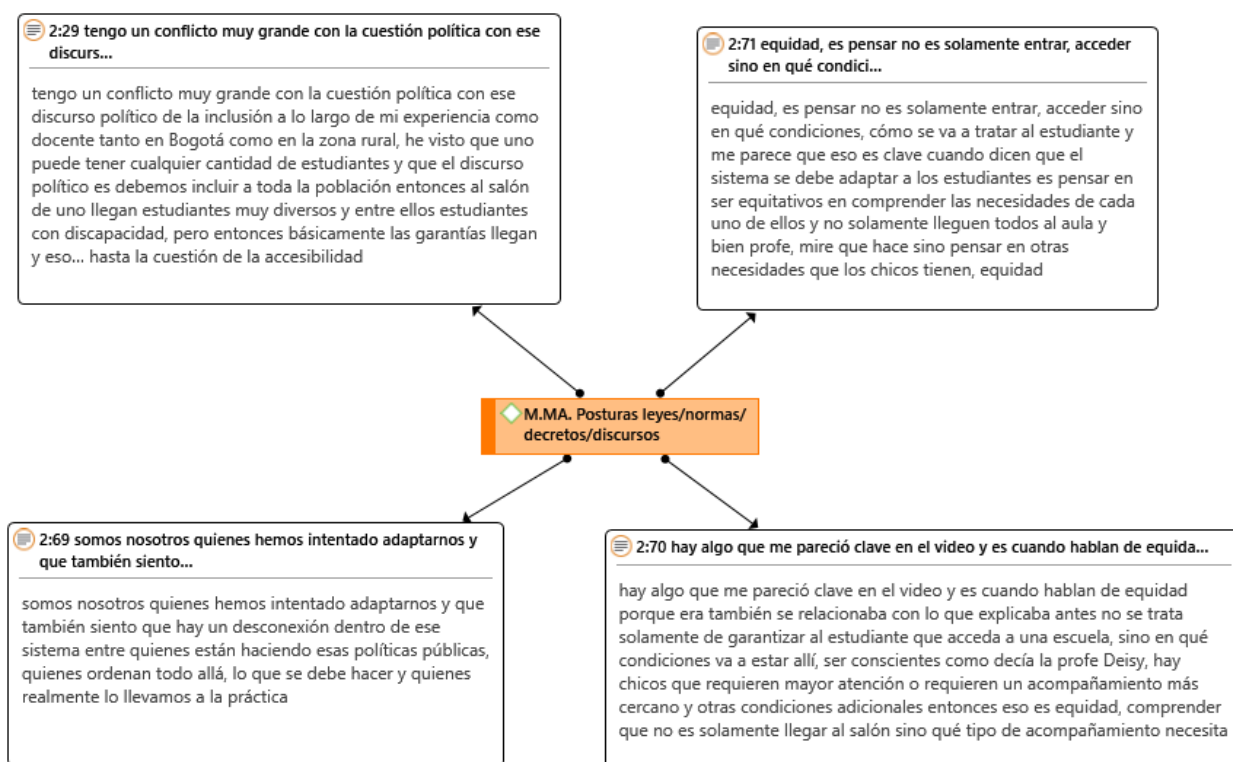 2:29 tengo un conflicto muy grande con la cuestión política con ese
discurs...
tengo un conflicto muy grande con la cuestión política con ese
discurso político de la inclusión a lo largo de mi experiencia como
docente tanto en Bogotá como en la zona rural, he visto que uno
puede tener cualquier cantidad de estudiantes y que el discurso
político es debemos incluir a toda la población entonces al salón
de uno llegan estudiantes muy diversos y entre ellos estudiantes
con discapacidad, pero entonces básicamente las garantías llegan
y eso... hasta la cuestión de la accesibilidad
2:71 equidad, es pensar no es solamente entrar, acceder
sino en qué condici...
equidad, es pensar no es solamente entrar, acceder sino
en qué condiciones, cómo se va a tratar al estudiante y
me parece que eso es clave cuando dicen que el
sistema se debe adaptar a los estudiantes es pensar en
ser equitativos en comprender las necesidades de cada
uno de ellos y no solamente lleguen todos al aula y
bien profe, mire que hace sino pensar en otras
necesidades que los chicos tienen, equidad
M.MA. Posturas leyes/normas/
decretos/discursos
2:69 somos nosotros quienes hemos intentado adaptarnos y
que también siento...
somos nosotros quienes hemos intentado adaptarnos y que
también siento que hay un desconexión dentro de ese
sistema entre quienes están haciendo esas políticas públicas,
quienes ordenan todo allá, lo que se debe hacer y quienes
realmente lo llevamos a la práctica
2:70 hay algo que me pareció clave en el video y es cuando hablan de equida...
hay algo que me pareció clave en el video y es cuando hablan de equidad
porque era también se relacionaba con lo que explicaba antes no se trata
solamente de garantizar al estudiante que acceda a una escuela, sino en qué
condiciones va a estar allí, ser conscientes como decía la profe Deisy, hay
chicos que requieren mayor atención o requieren un acompañamiento más
cercano y otras condiciones adicionales entonces eso es equidad, comprender
que no es solamente llegar al salón sino qué tipo de acompañamiento necesita